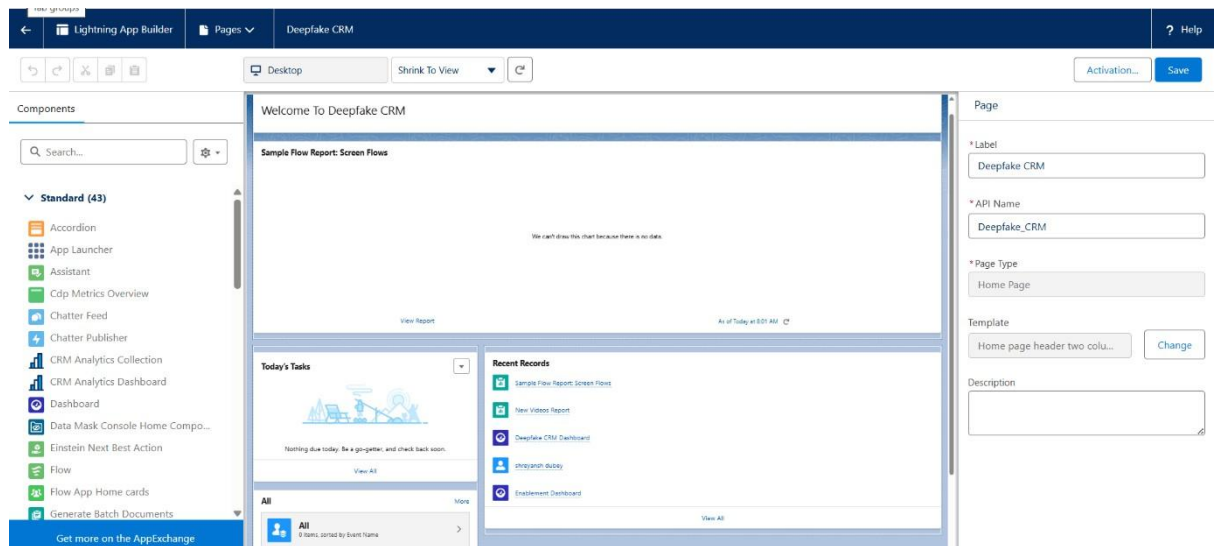 Tab groups
Lightning App Builder
Pages
Deepfake CRM
? Help
Desktop
Shrink To View
Activation...
Save
Components
Search...
Standard (43)
Accordion
App Launcher
Assistant
Cdp Metrics Overview
Chatter Feed
Chatter Publisher
CRM Analytics Collection
CRM Analytics Dashboard
Dashboard
Data Mask Console Home Compo...
Einstein Next Best Action
Flow
Flow App Home cards
Generate Batch Documents
Get more on the AppExchange
Welcome To Deepfake CRM
Sample Flow Report: Screen Flows
We can't draw this chart because there is no data.
View Report
As of Today at 8:01 AM
Today's Tasks
Nothing due today. Be a go-getter, and check back soon.
View All
All
More
All
0 items, sorted by Event Name
Recent Records
Sample Flow Report: Screen Flows
New Videos Report
Deepfake CRM Dashboard
shreyansh dubey
Enablement Dashboard
View All
Page
*Label
Deepfake CRM
*API Name
Deepfake_CRM
*Page Type
Home Page
Template
Home page header two colu...
Change
Description